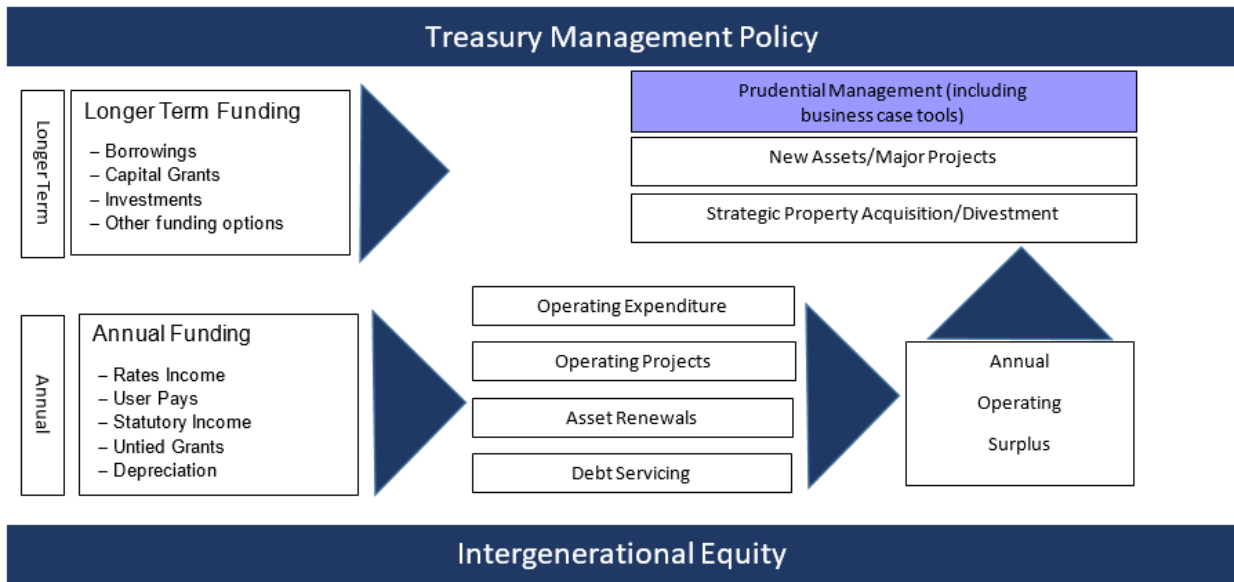 Treasury Management Policy
Longer Term
Longer Term Funding
– Borrowings
– Capital Grants
– Investments
– Other funding options
Prudential Management (including
business case tools)
New Assets/Major Projects
Strategic Property Acquisition/Divestment
Annual
Annual Funding
– Rates Income
– User Pays
– Statutory Income
– Untied Grants
– Depreciation
Operating Expenditure
Operating Projects
Asset Renewals
Debt Servicing
Annual
Operating
Surplus
Intergenerational Equity